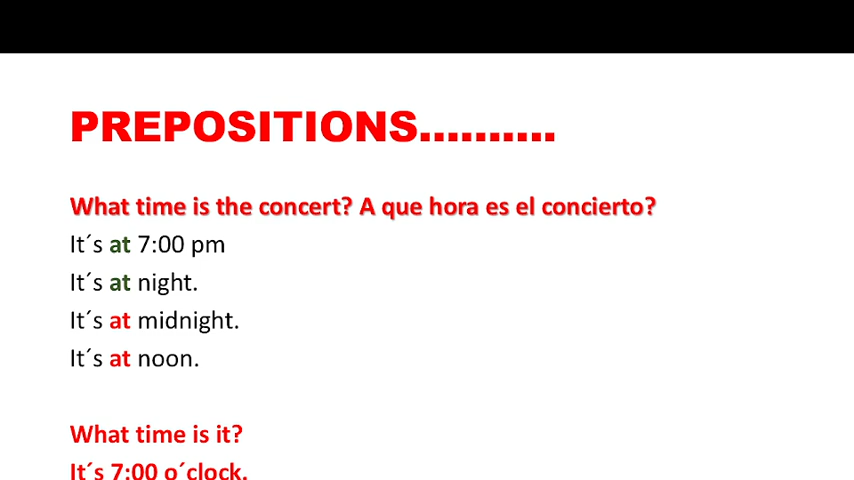 PREPOSITIONS..........
What time is the concert? A que hora es el concierto?
It´s at 7:00 pm
It´s at night.
It´s at midnight.
It´s at noon.
What time is it?
It´s 7:00 o´clock.